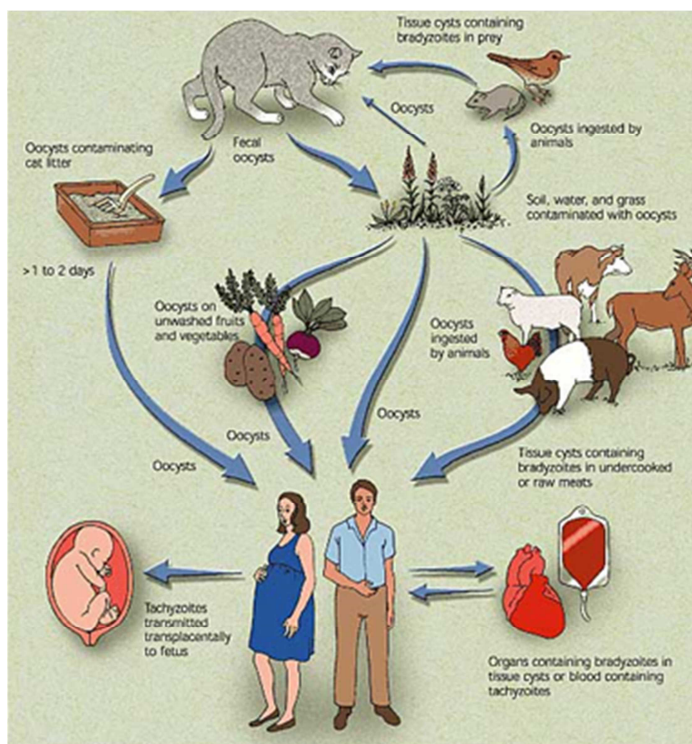 Tissue cysts containing
bradyzoites in prey
Oocysts
Oocysts ingested by
animals
Oocysts contaminating
cat litter
Fecal
oocysts
Soil, water, and grass
contaminated with oocysts
>1 to 2 days
Oocysts on
unwashed fruits
and vegetables
Oocysts
ingested
by animals
Oocysts
Oocysts
Oocysts
Tissue cysts containing
bradyzoites in undercooked
or raw meats
Tachyzoites
transmitted
transplacentally
to fetus
Organs containing bradyzoites in
tissue cysts or blood containing
tachyzoites